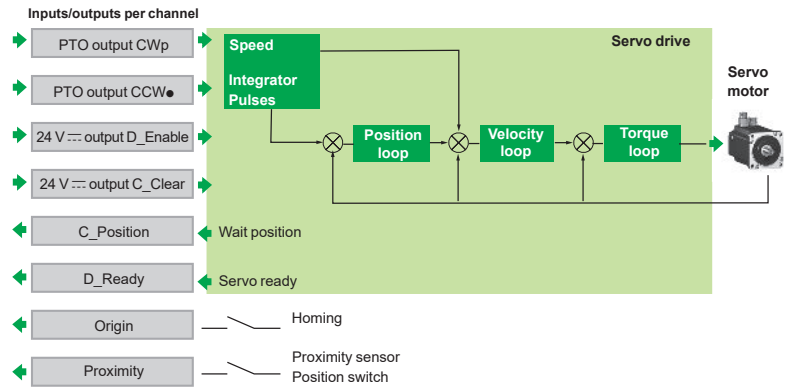 Inputs/outputs per channel
PTO output CWp
PTO output CCW●
24 V ⎓ output D_Enable
24 V ⎓ output C_Clear
C_Position
D_Ready
Origin
Proximity
Servo drive
Speed
Integrator
Pulses
Position
loop
Velocity
loop
Torque
loop
Servo
motor
Wait position
Servo ready
Homing
Proximity sensor
Position switch